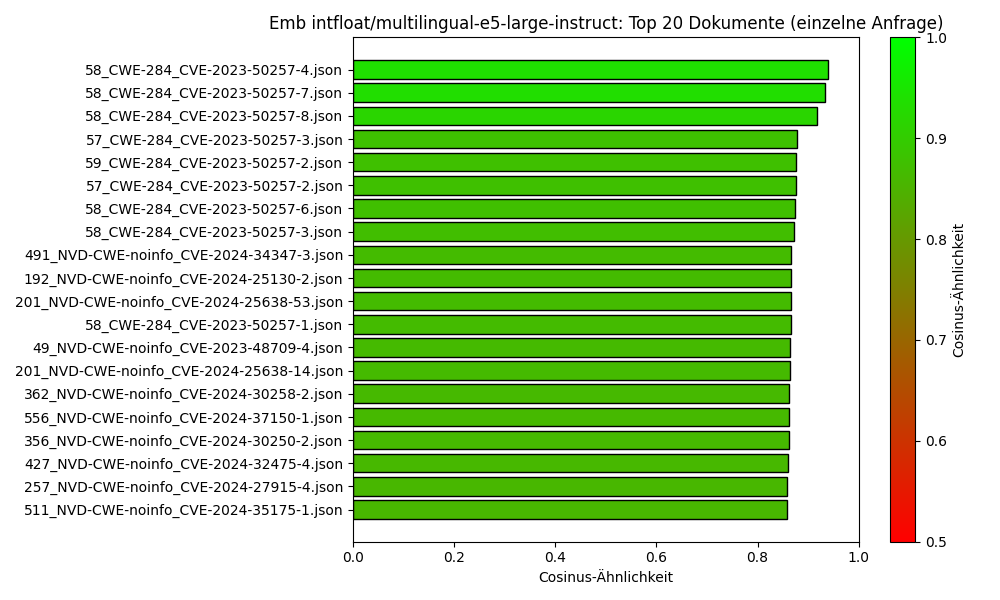 Emb intfloat/multilingual-e5-large-instruct: Top 20 Dokumente (einzelne Anfrage)
58_CWE-284_CVE-2023-50257-4.json
58_CWE-284_CVE-2023-50257-7.json
58_CWE-284_CVE-2023-50257-8.json
57_CWE-284_CVE-2023-50257-3.json
59_CWE-284_CVE-2023-50257-2.json
57_CWE-284_CVE-2023-50257-2.json
58_CWE-284_CVE-2023-50257-6.json
58_CWE-284_CVE-2023-50257-3.json
491_NVD-CWE-noinfo_CVE-2024-34347-3.json
192_NVD-CWE-noinfo_CVE-2024-25130-2.json
201_NVD-CWE-noinfo_CVE-2024-25638-53.json
58_CWE-284_CVE-2023-50257-1.json
49_NVD-CWE-noinfo_CVE-2023-48709-4.json
201_NVD-CWE-noinfo_CVE-2024-25638-14.json
362_NVD-CWE-noinfo_CVE-2024-30258-2.json
556_NVD-CWE-noinfo_CVE-2024-37150-1.json
356_NVD-CWE-noinfo_CVE-2024-30250-2.json
427_NVD-CWE-noinfo_CVE-2024-32475-4.json
257_NVD-CWE-noinfo_CVE-2024-27915-4.json
511_NVD-CWE-noinfo_CVE-2024-35175-1.json
0.0 0.2 0.4 0.6 0.8 1.0
Cosinus-Ähnlichkeit
1.0
0.9
0.8
0.7
0.6
0.5
Cosinus-Ähnlichkeit